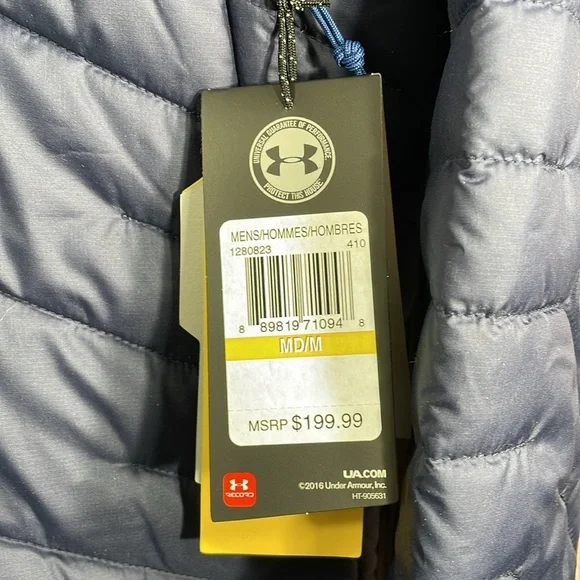 UNIVERSAL GUARANTEE OF PERFORMANCE
PROTECT THIS HOUSE
MENS/HOMMES/HOMBRES
1280823 410
8 89819 71094 8
MD/M
MSRP $199.99
UA.COM
©2016 Under Armour, Inc.
HT-905631
RECORD